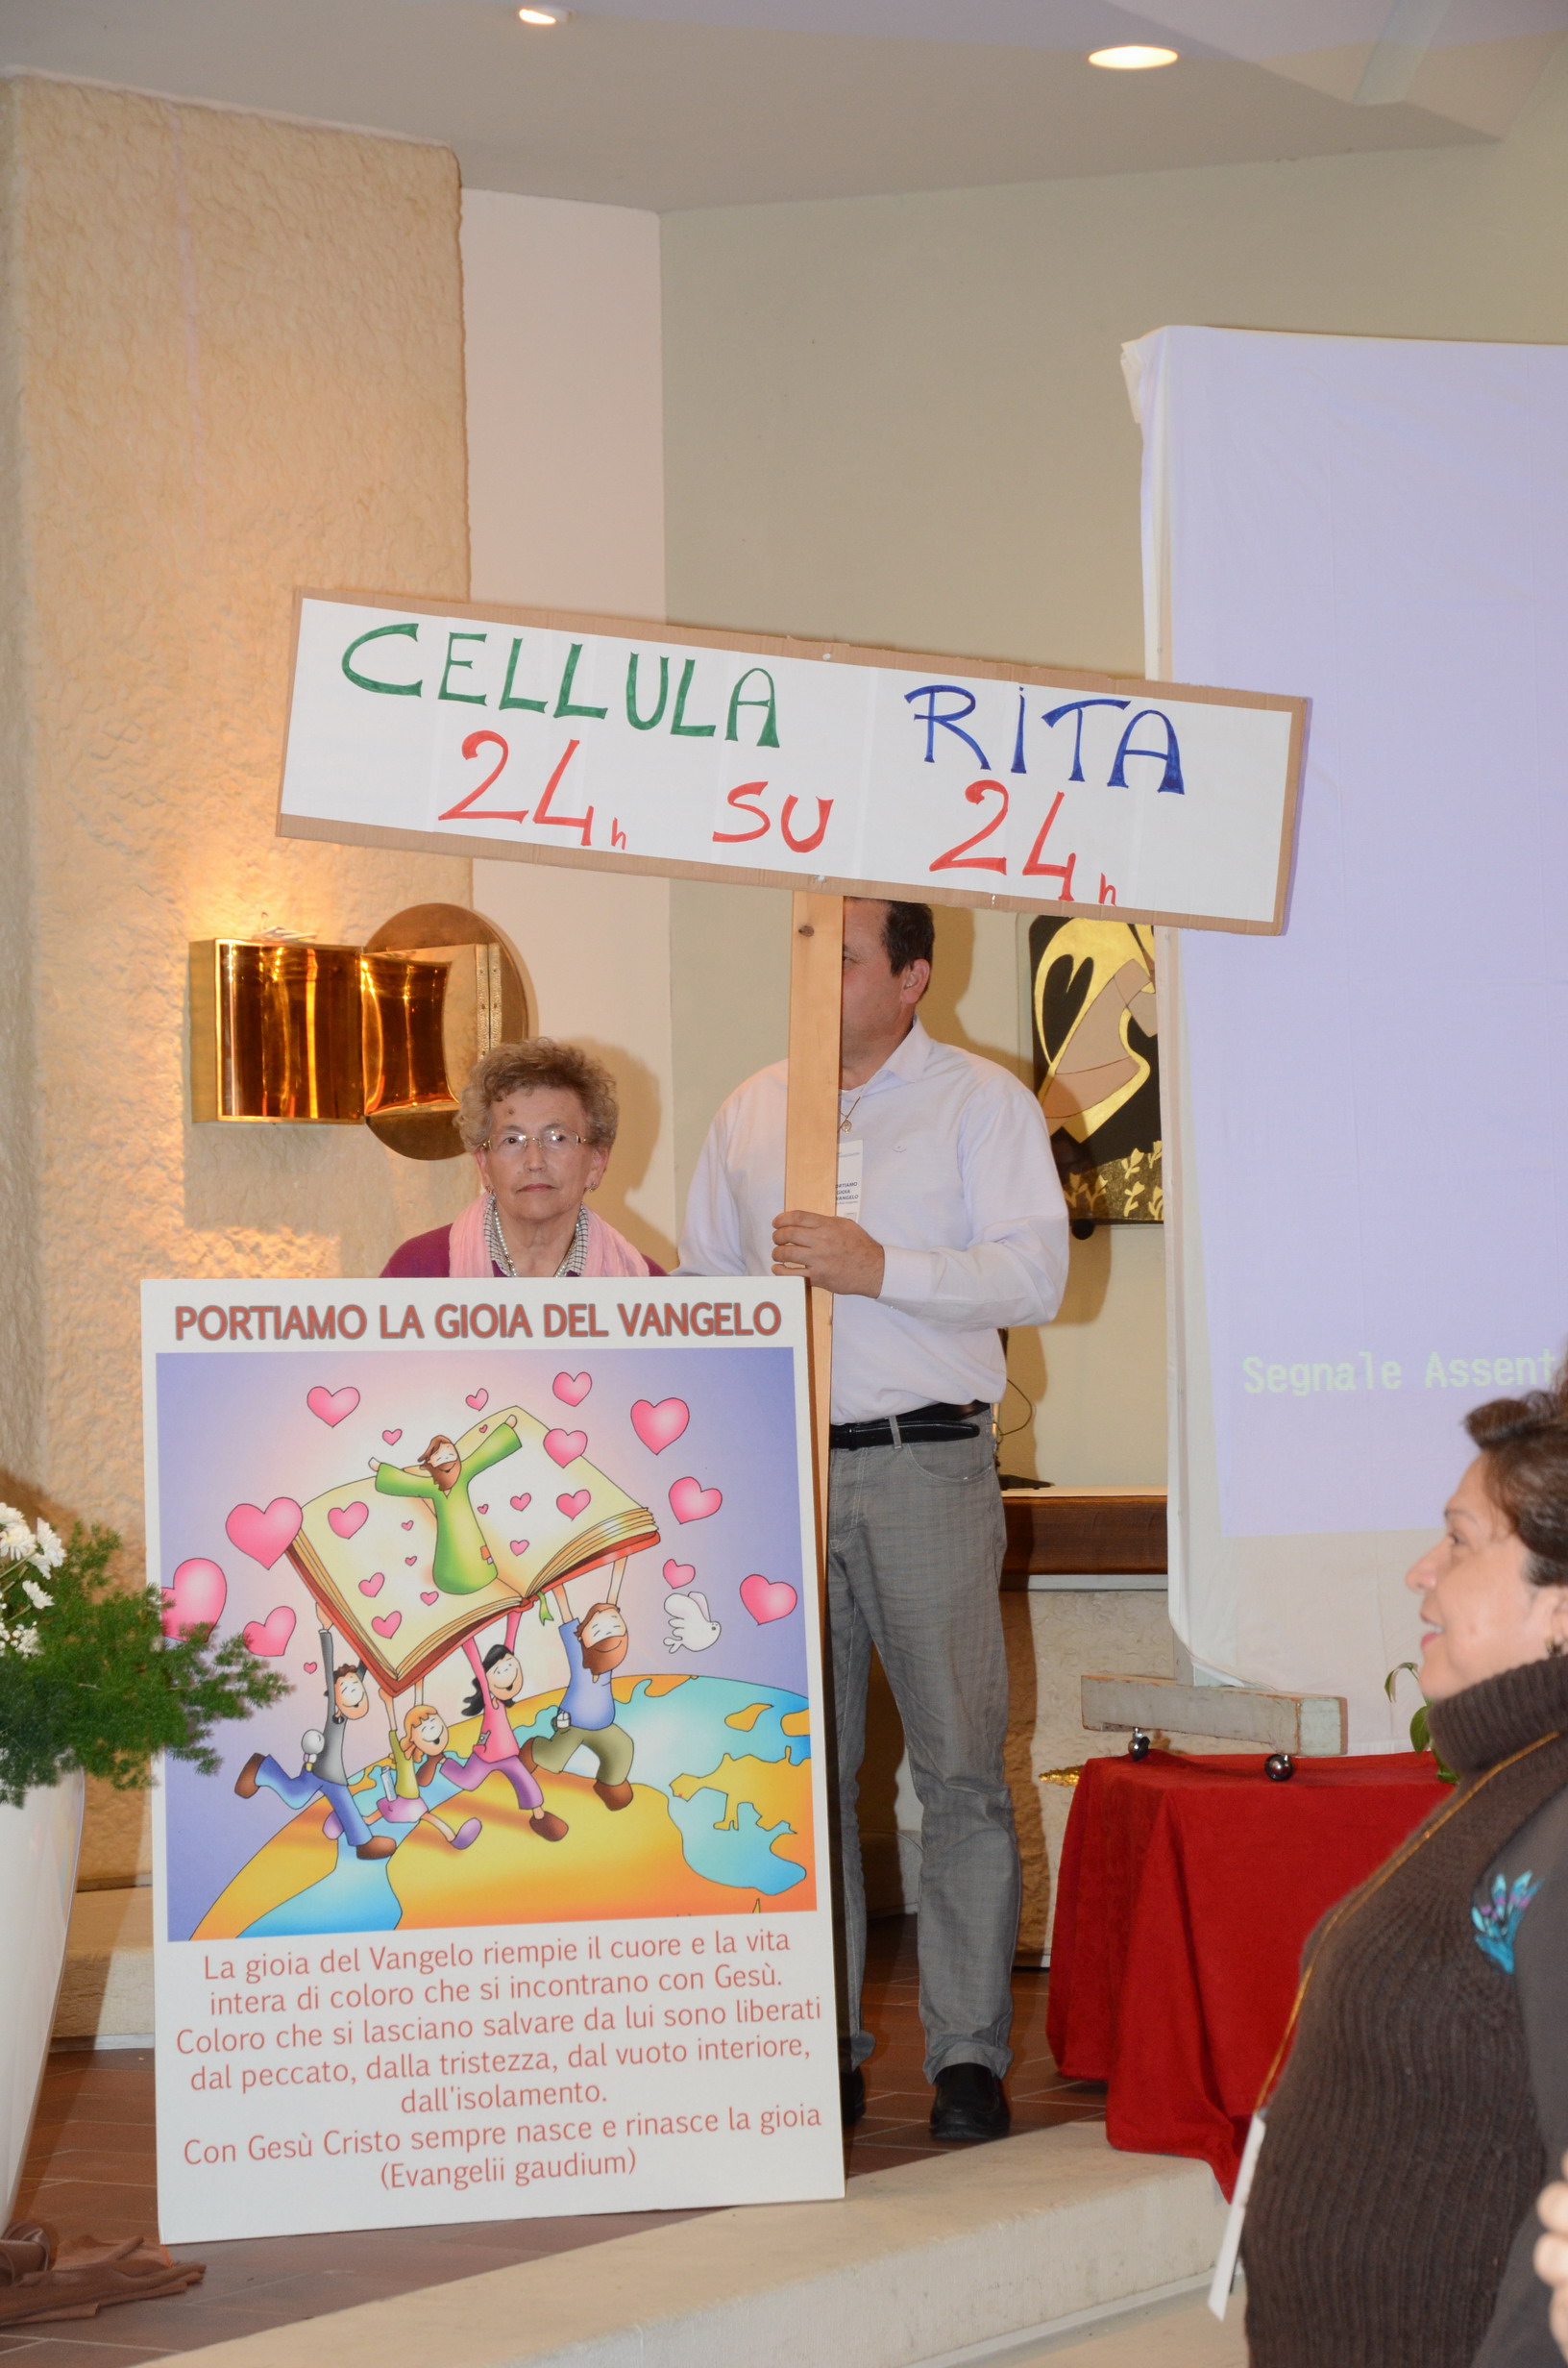 CELLULA RITA
24h SU 24h
PORTIAMO LA GIOIA DEL VANGELO
La gioia del Vangelo riempie il cuore e la vita
intera di coloro che si incontrano con Gesù.
Coloro che si lasciano salvare da lui sono liberati
dal peccato, dalla tristezza, dal vuoto interiore,
dall'isolamento.
Con Gesù Cristo sempre nasce e rinasce la gioia
(Evangelii gaudium)
Segnale Assent